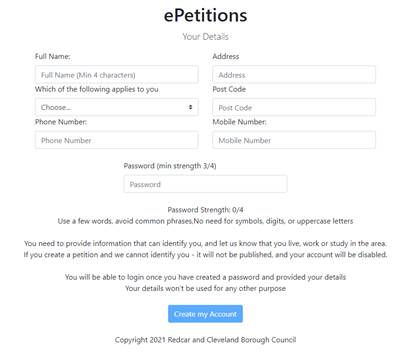 ePetitions
Your Details
Full Name:
Address
Full Name (Min 4 characters)
Address
Which of the following applies to you
Post Code
Choose...
Post Code
Phone Number:
Mobile Number:
Phone Number
Mobile Number
Password (min strength 3/4)
Password
Password Strength: 0/4
Use a few words, avoid common phrases,No need for symbols, digits, or uppercase letters
You need to provide information that can identify you, and let us know that you live, work or study in the area.
If you create a petition and we cannot identify you - it will not be published, and your account will be disabled.
You will be able to login once you have created a password and provided your details
Your details won't be used for any other purpose
Create my Account
Copyright 2021 Redcar and Cleveland Borough Council